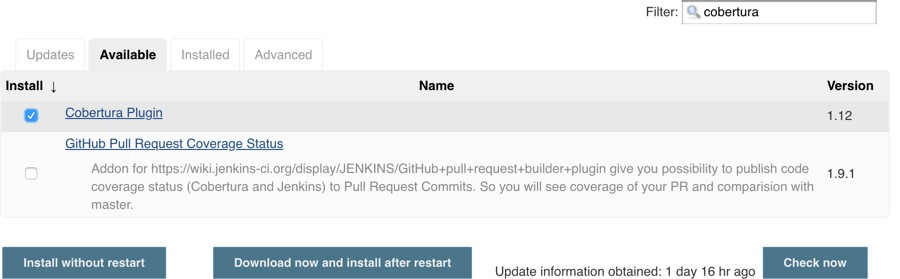 Filter: cobertura
Updates Available Installed Advanced
Install ↓ Name Version
Cobertura Plugin 1.12
GitHub Pull Request Coverage Status
Addon for https://wiki.jenkins-ci.org/display/JENKINS/GitHub+pull+request+builder+plugin give you possibility to publish code
coverage status (Cobertura and Jenkins) to Pull Request Commits. So you will see coverage of your PR and comparision with
master.
1.9.1
Install without restart Download now and install after restart Update information obtained: 1 day 16 hr ago Check now